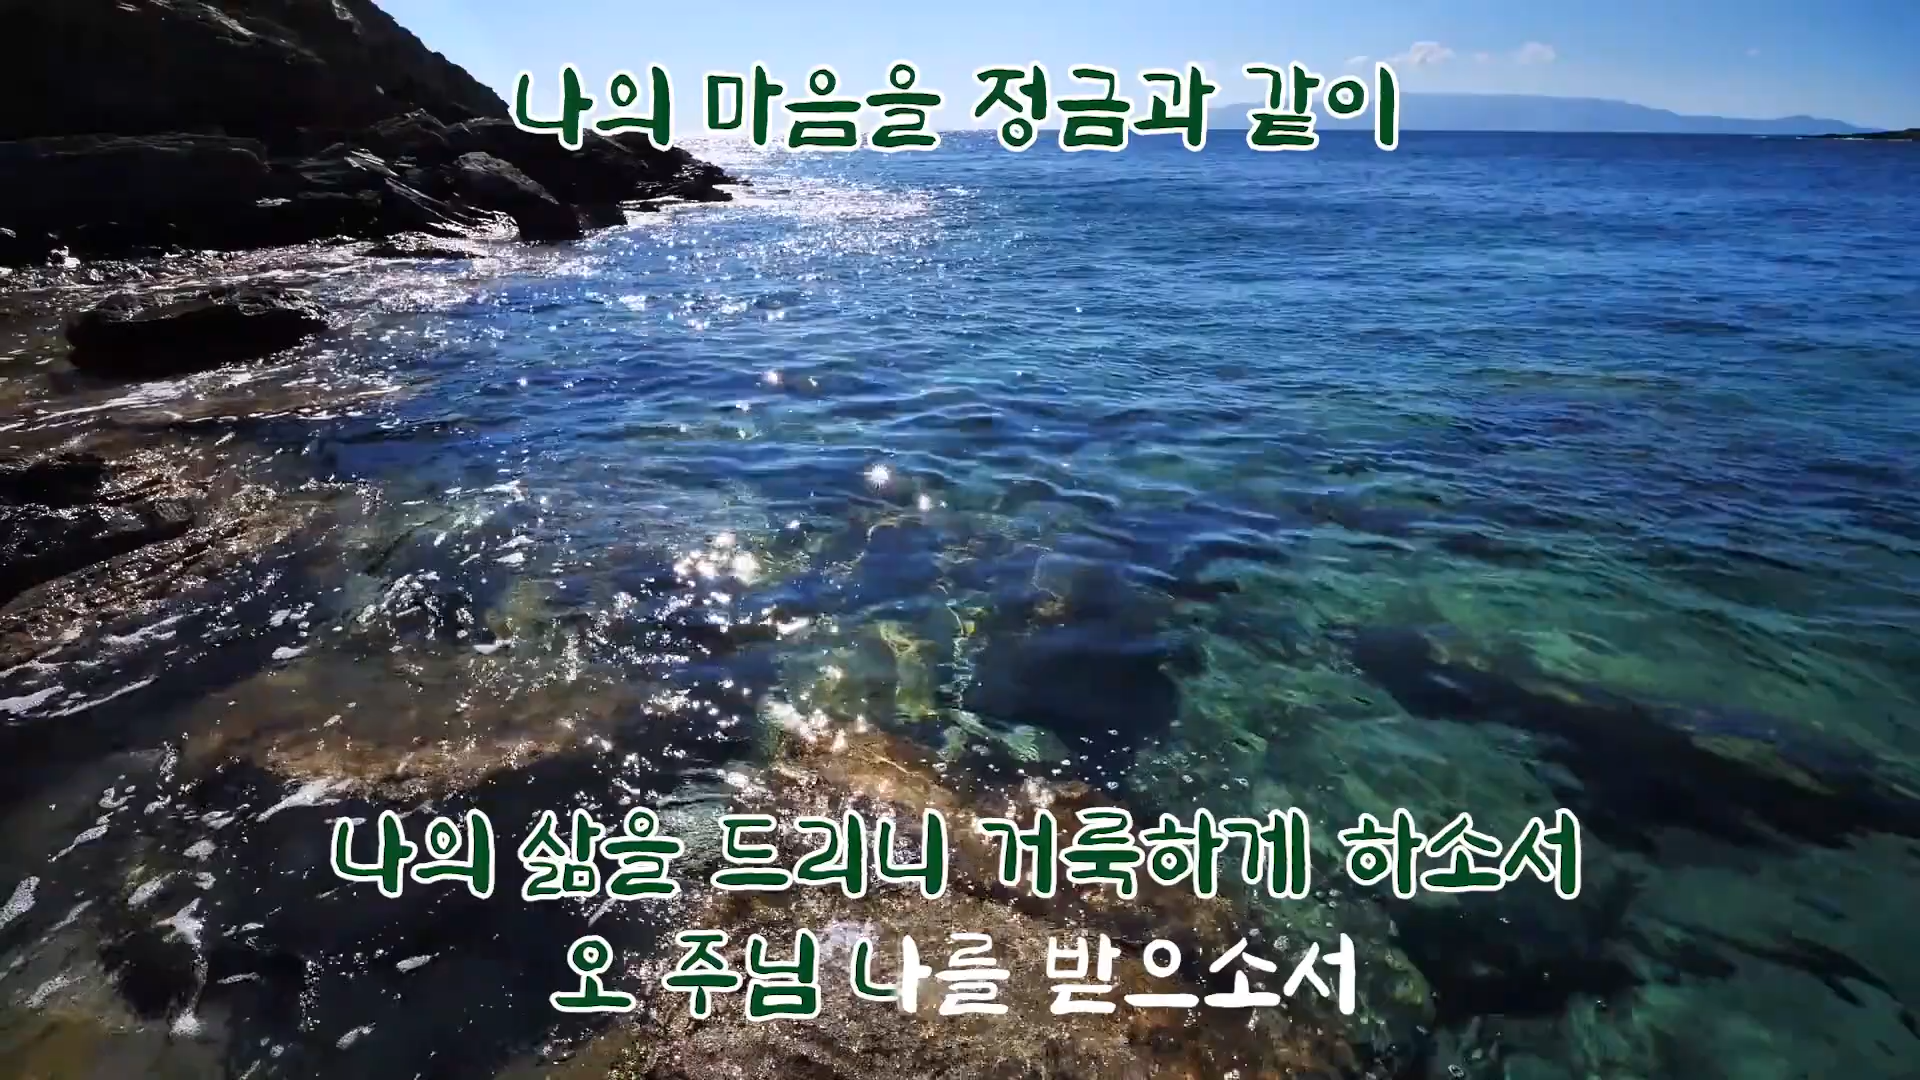 나의 마음을 정금과 같이
나의 삶을 드리니 거룩하게 하소서
오 주님 나를 받으소서